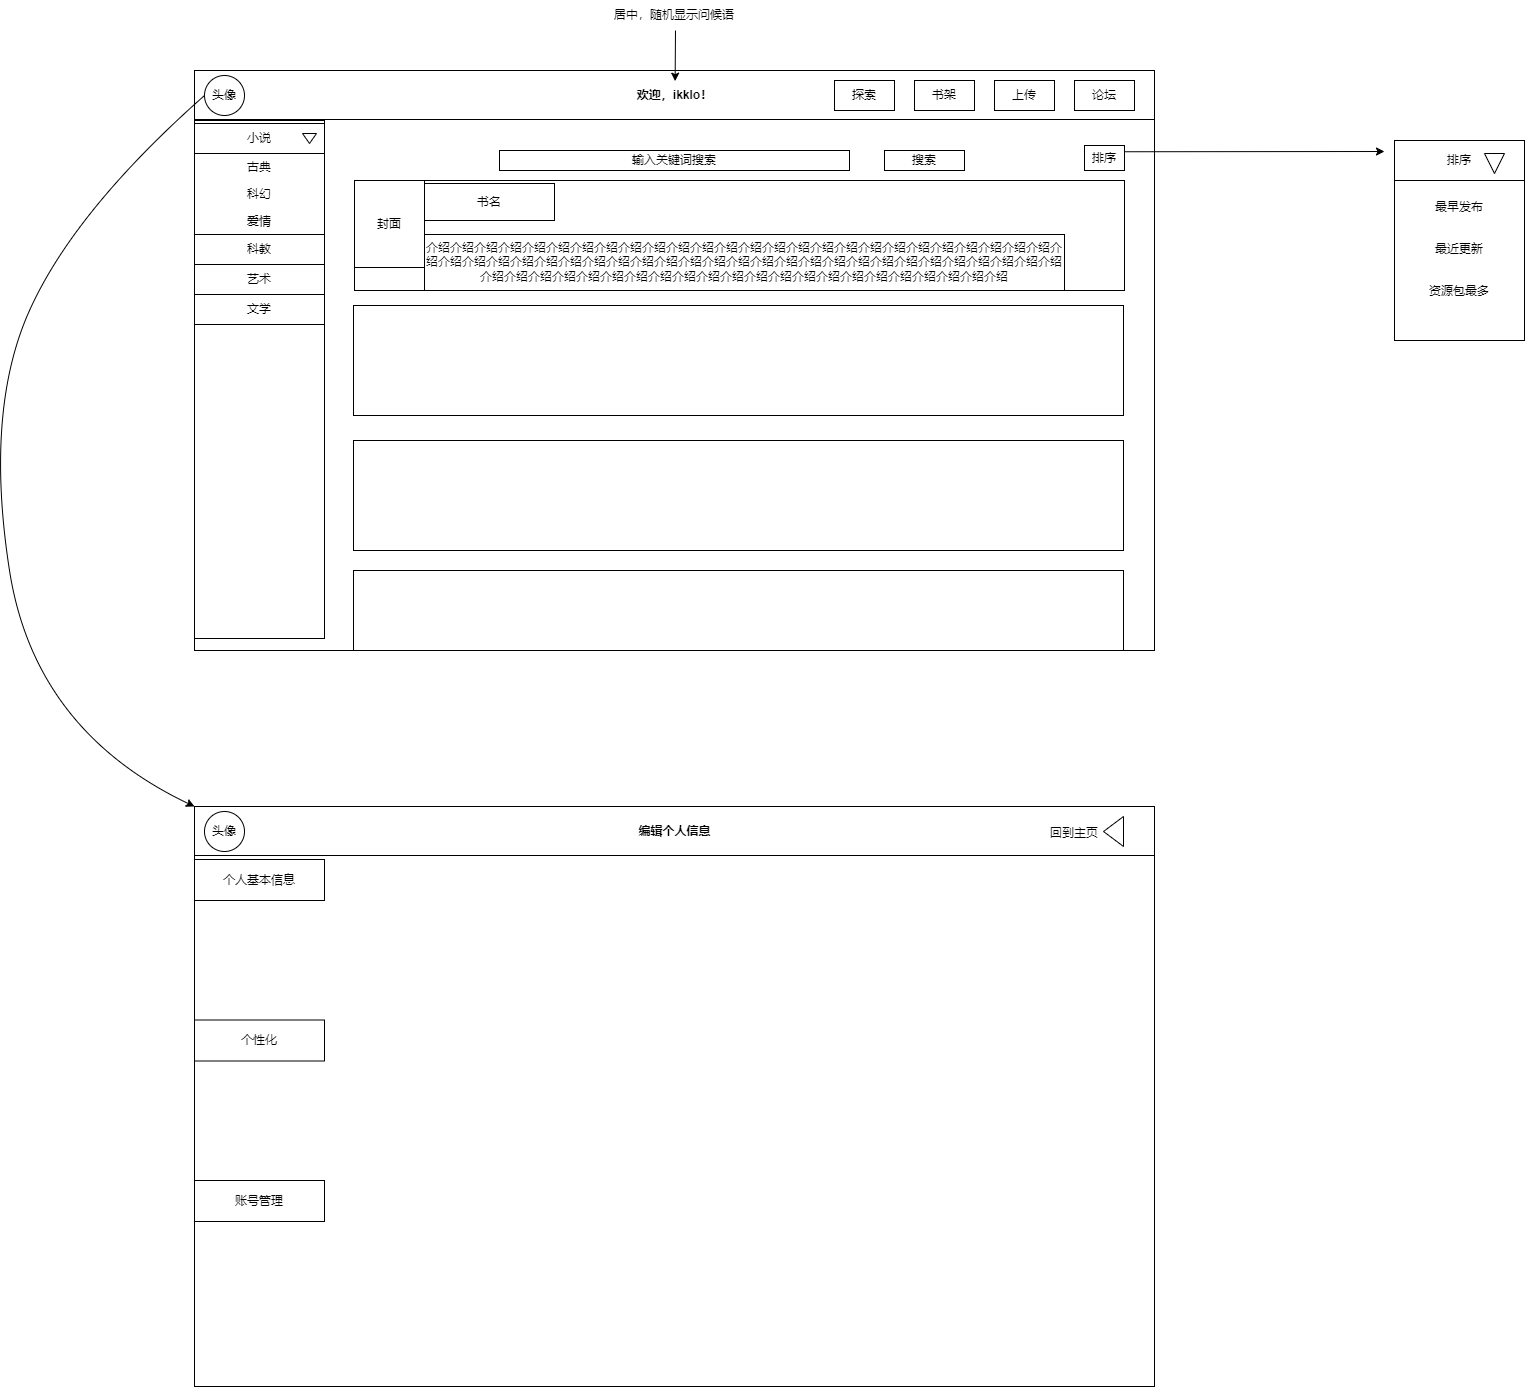 居中，随机显示问候语
头像
欢迎，ikklo！
探索
书架
上传
论坛
小说
古典
科幻
爱情
科教
艺术
文学
输入关键词搜索
搜索
排序
封面
书名
介绍介绍介绍介绍介绍介绍介绍介绍介绍介绍介绍介绍介绍介绍介绍介绍介绍介绍介绍介绍介绍介绍介绍介绍介绍介绍介
绍介绍介绍介绍介绍介绍介绍介绍介绍介绍介绍介绍介绍介绍介绍介绍介绍介绍介绍介绍介绍介绍介绍介绍介绍介绍介绍
介绍介绍介绍介绍介绍介绍介绍介绍介绍介绍介绍介绍介绍介绍介绍介绍介绍介绍介绍介绍介绍介绍
排序
最早发布
最近更新
资源包最多
头像
编辑个人信息
回到主页
个人基本信息
个性化
账号管理